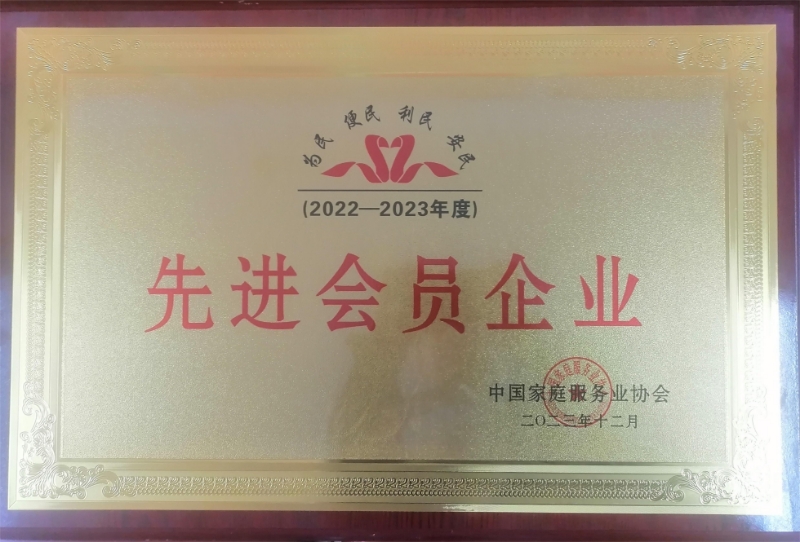 为民 便民 利民 安民
(2022—2023年度)
先进会员企业
中国家庭服务业协会
二〇二三年十二月